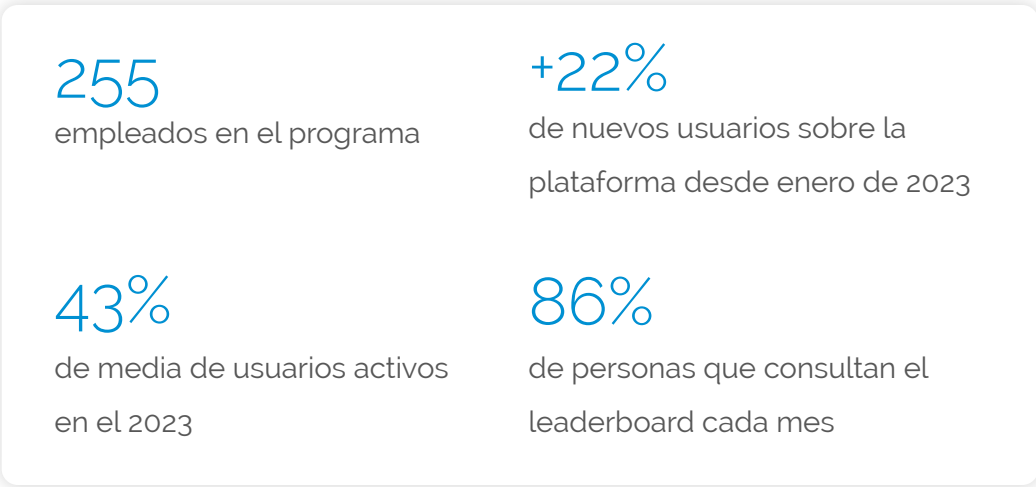 255
empleados en el programa
+22%
de nuevos usuarios sobre la
plataforma desde enero de 2023
43%
de media de usuarios activos
en el 2023
86%
de personas que consultan el
leaderboard cada mes